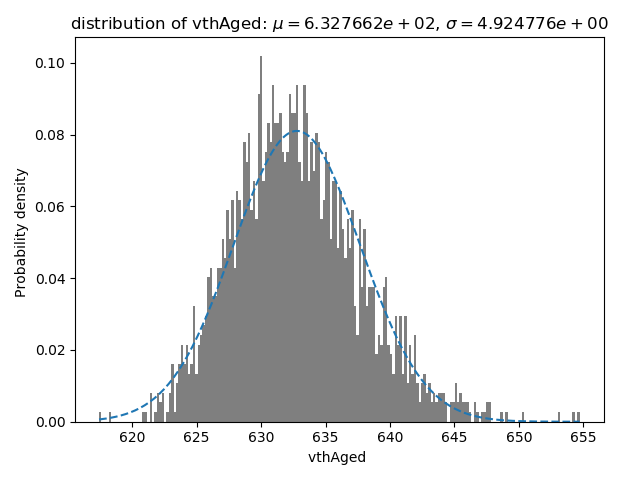 distribution of vthAged: μ = 6.327662e + 02, σ = 4.924776e + 00
0.10
0.08
0.06
0.04
0.02
0.00
Probability density
620 625 630 635 640 645 650 655
vthAged